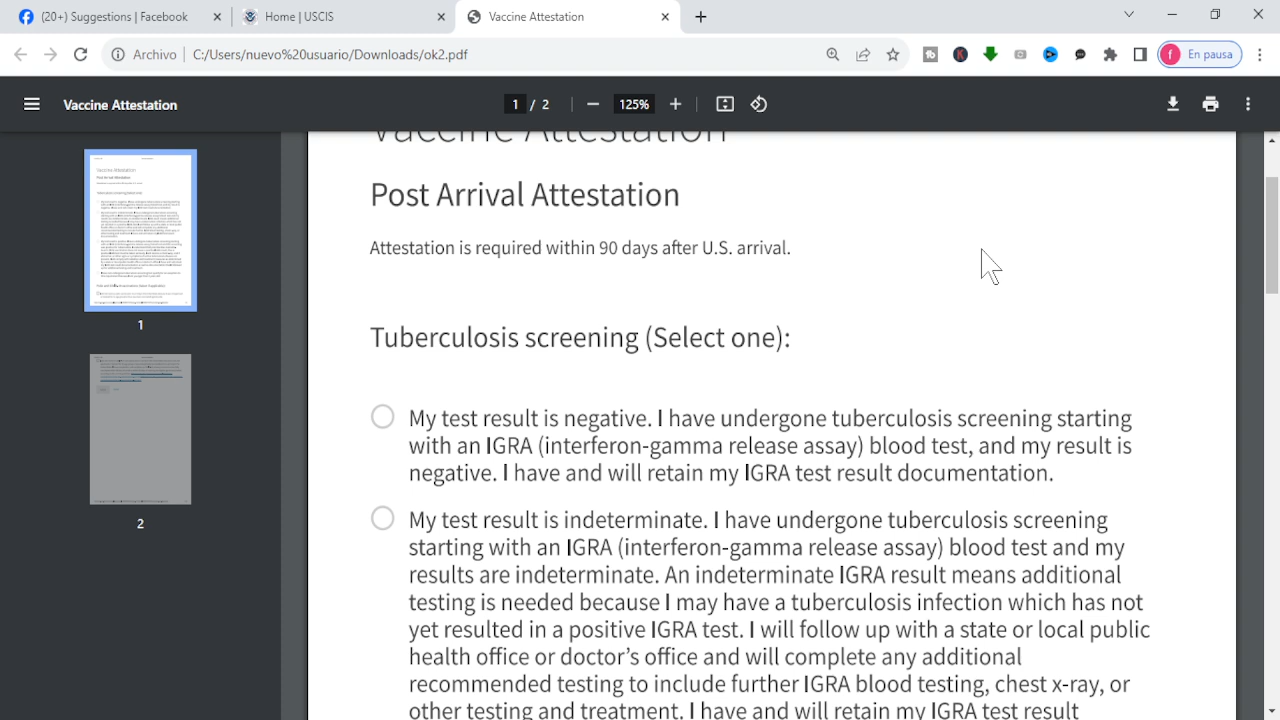 (20+) Suggestions | Facebook
Home | USCIS
Vaccine Attestation
Archivo
C:/Users/nuevo%20usuario/Downloads/ok2.pdf
f En pausa
Vaccine Attestation
1 / 2
125%
Vaccine Attestation
Post Arrival Attestation
Attestation is required within 90 days after U.S. arrival.
Tuberculosis screening (Select one):
My test result is negative. I have undergone tuberculosis screening starting
with an IGRA (interferon-gamma release assay) blood test, and my result is
negative. I have and will retain my IGRA test result documentation.
My test result is indeterminate. I have undergone tuberculosis screening
starting with an IGRA (interferon-gamma release assay) blood test and my
results are indeterminate. An indeterminate IGRA result means additional
testing is needed because I may have a tuberculosis infection which has not
yet resulted in a positive IGRA test. I will follow up with a state or local public
health office or doctor’s office and will complete any additional
recommended testing to include further IGRA blood testing, chest x-ray, or
other testing and treatment. I have and will retain my IGRA test result
1
2